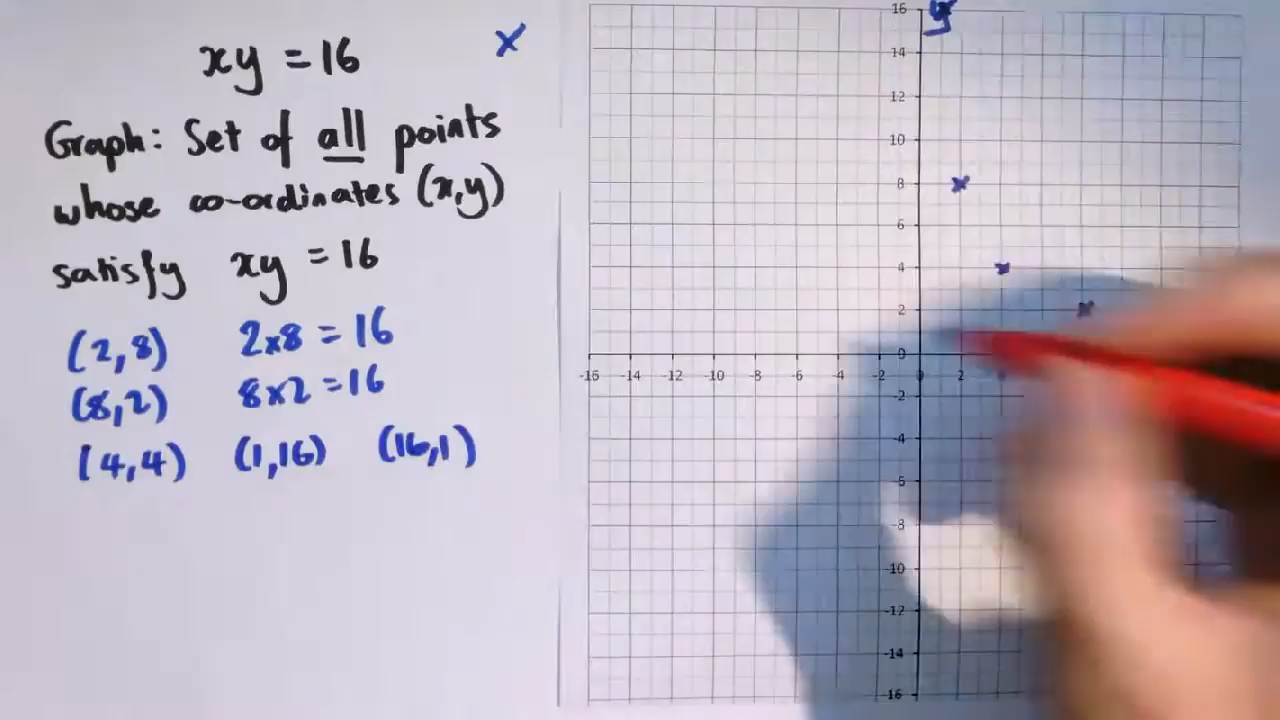 xy = 16
Graph: Set of all points
whose co-ordinates (x,y)
satisfy xy = 16
(2,8) 2x8 = 16
(8,2) 8x2 = 16
(4,4) (1,16) (16,1)
y
16
14
12
10
8
6
4
2
0
-16 -14 -12 -10 -8 -6 -4 -2 0 2
-2
-4
-6
-8
-10
-12
-14
-16